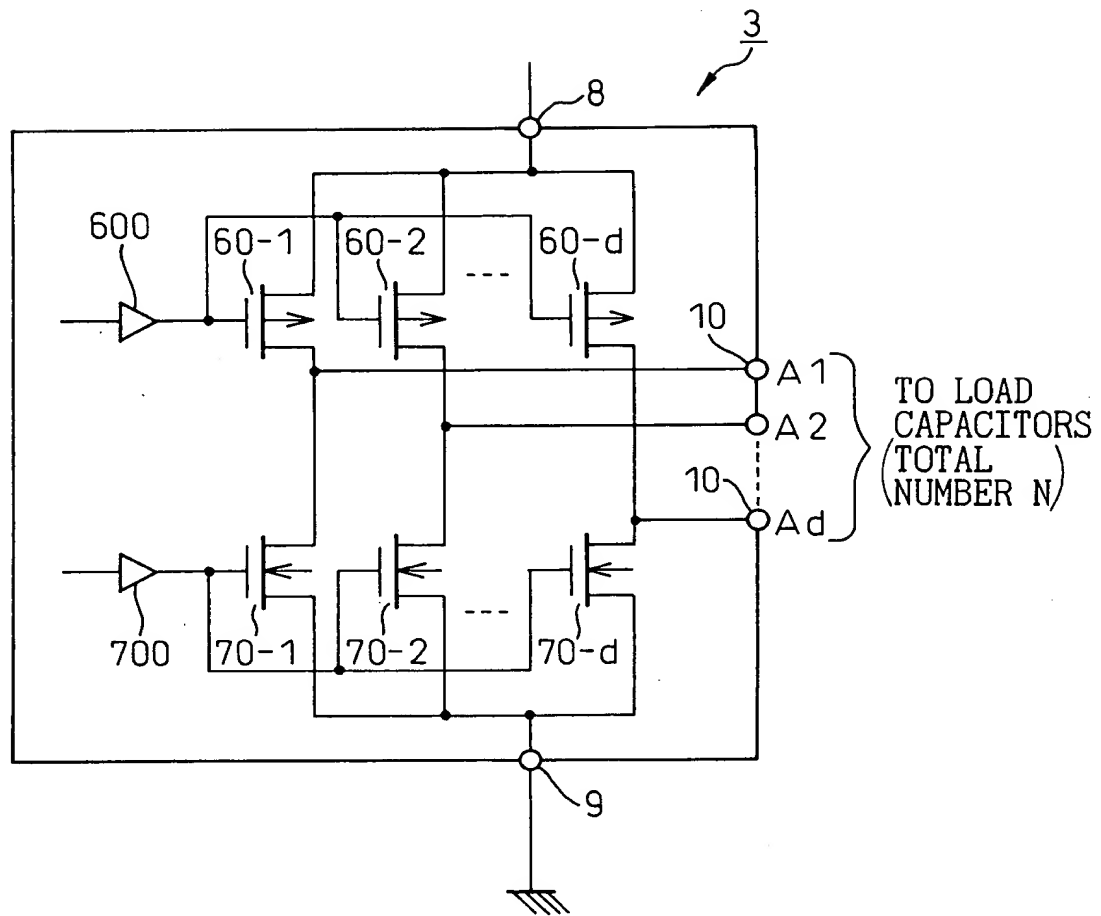 3
8
600
60-1
60-2
60-d
10
A1
TO LOAD
CAPACITORS
A2
(TOTAL
NUMBER N)
10
Ad
700
70-1
70-2
70-d
9